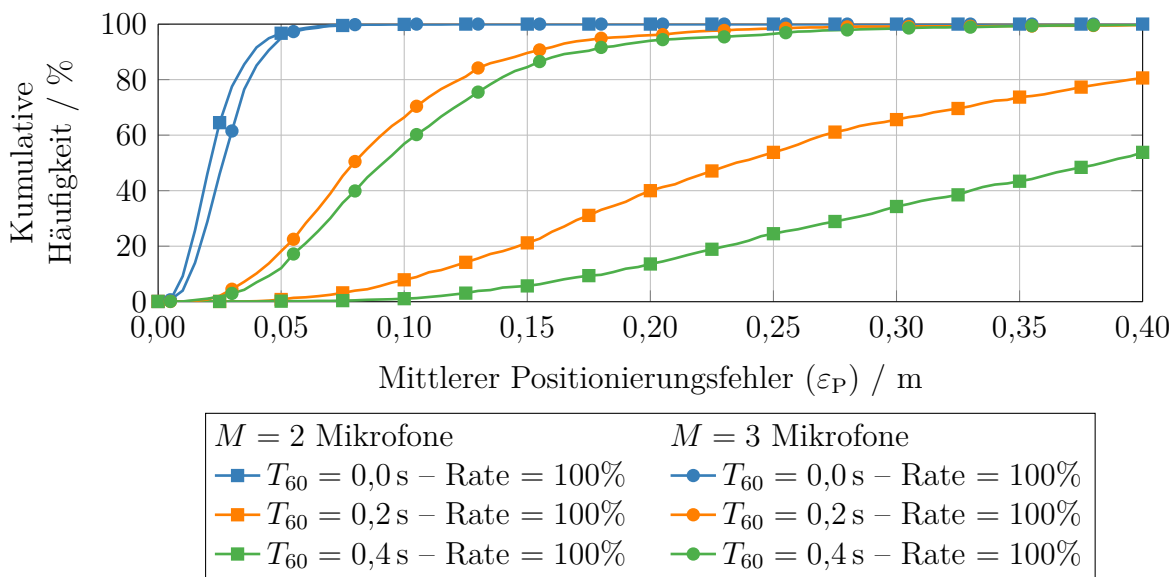 100
80
60
40
20
0
Kumulative
Häufigkeit / %
0,00 0,05 0,10 0,15 0,20 0,25 0,30 0,35 0,40
Mittlerer Positionierungsfehler (εP) / m
M = 2 Mikrofone M = 3 Mikrofone
T60 = 0,0 s – Rate = 100% T60 = 0,0 s – Rate = 100%
T60 = 0,2 s – Rate = 100% T60 = 0,2 s – Rate = 100%
T60 = 0,4 s – Rate = 100% T60 = 0,4 s – Rate = 100%